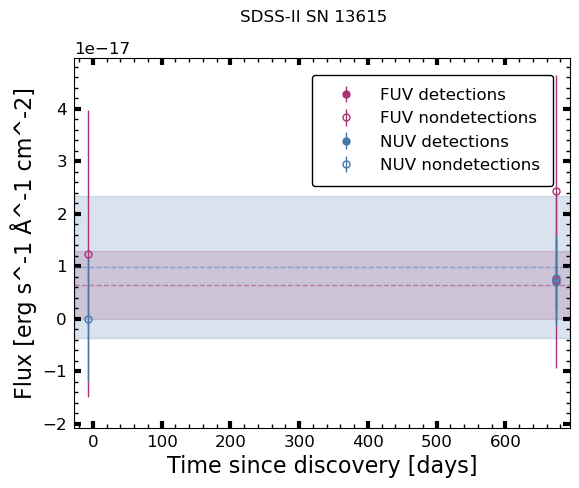 SDSS-II SN 13615
1e−17
Flux [erg s^-1 Å^-1 cm^-2]
4
3
2
1
0
−1
−2
FUV detections
FUV nondetections
NUV detections
NUV nondetections
0 100 200 300 400 500 600
Time since discovery [days]